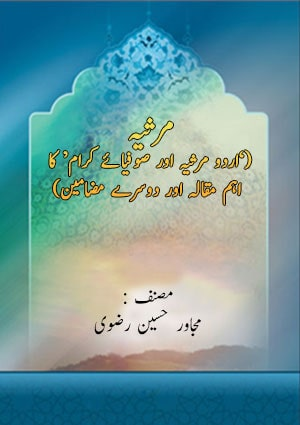 مرثیہ
(’اردو مرثیہ اور صوفیائے کرام‘ کا
اہم مقالہ اور دوسرے مضامین)
مصنف :
مجاور حسین رضوی